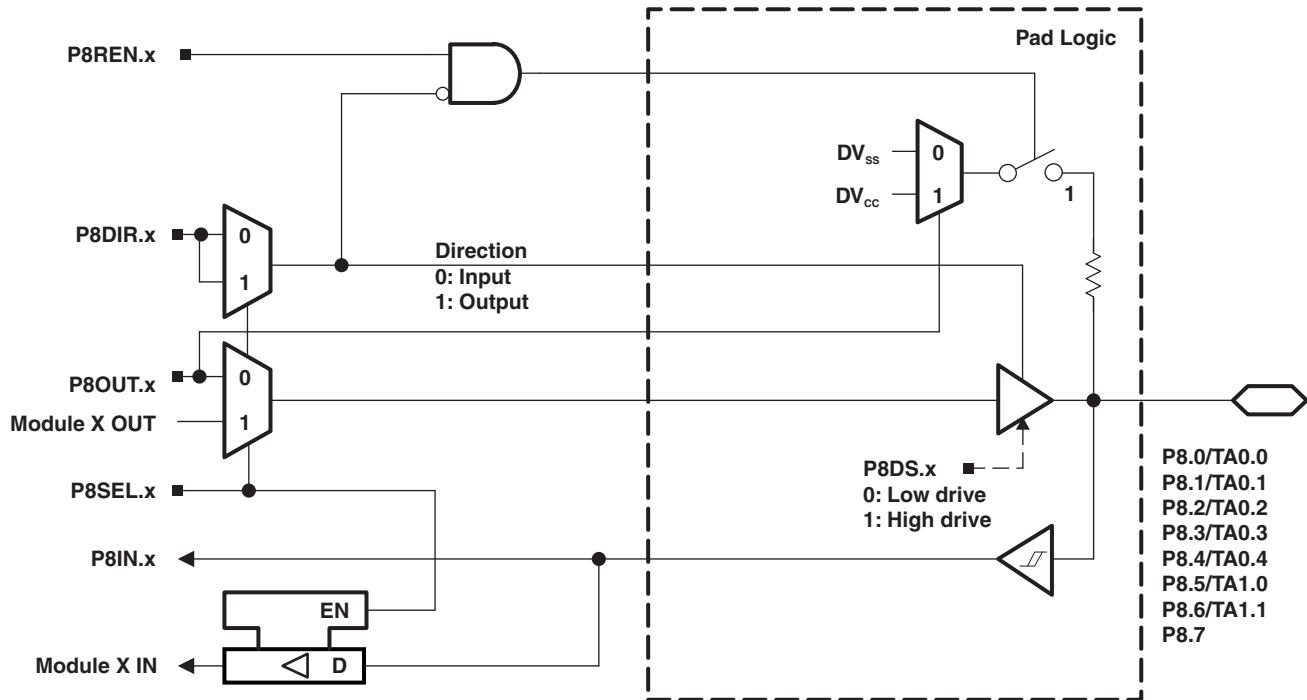 Pad Logic
P8REN.x
DVss
0
DVcc
1
1
P8DIR.x
0
1
Direction
0: Input
1: Output
P8OUT.x
0
Module X OUT
1
P8DS.x
0: Low drive
1: High drive
P8SEL.x
P8IN.x
EN
Module X IN
D
P8.0/TA0.0
P8.1/TA0.1
P8.2/TA0.2
P8.3/TA0.3
P8.4/TA0.4
P8.5/TA1.0
P8.6/TA1.1
P8.7